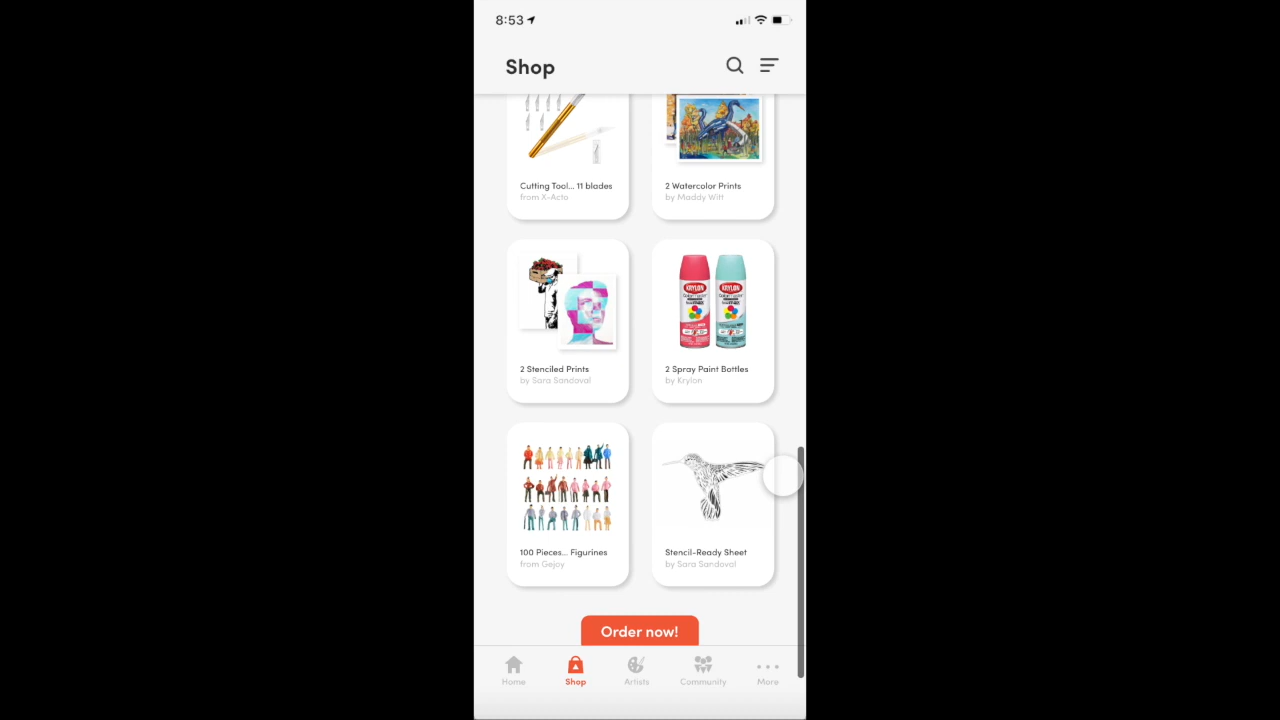 8:53
Shop
Cutting Tool... 11 blades
from X-Acto
2 Watercolor Prints
by Maddy Witt
2 Stenciled Prints
by Sara Sandoval
KRYLON
KRYLON
2 Spray Paint Bottles
by Krylon
100 Pieces... Figurines
from Gejoy
Stencil-Ready Sheet
by Sara Sandoval
Order now!
Home
Shop
Artists
Community
More